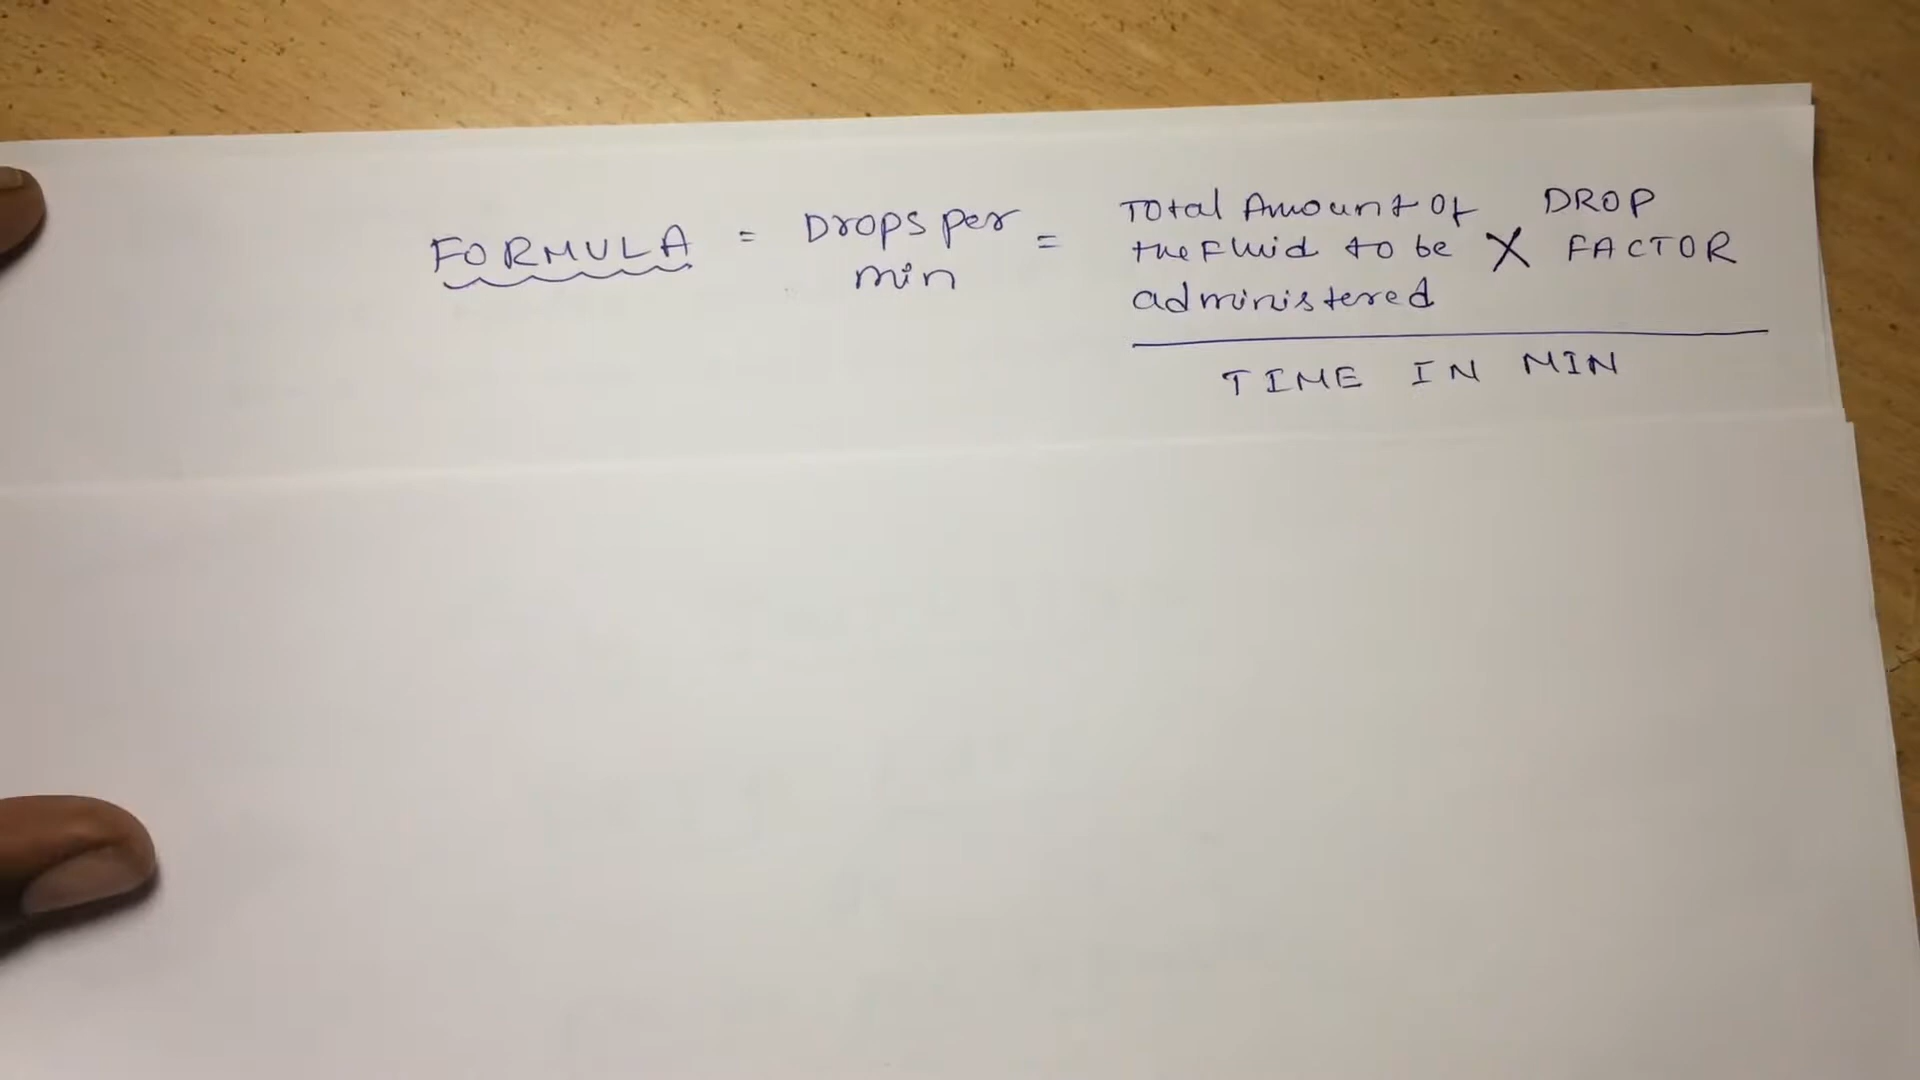 FORMULA = Drops per min = Total Amount of the Fluid to be administered X DROP FACTOR
TIME IN MIN